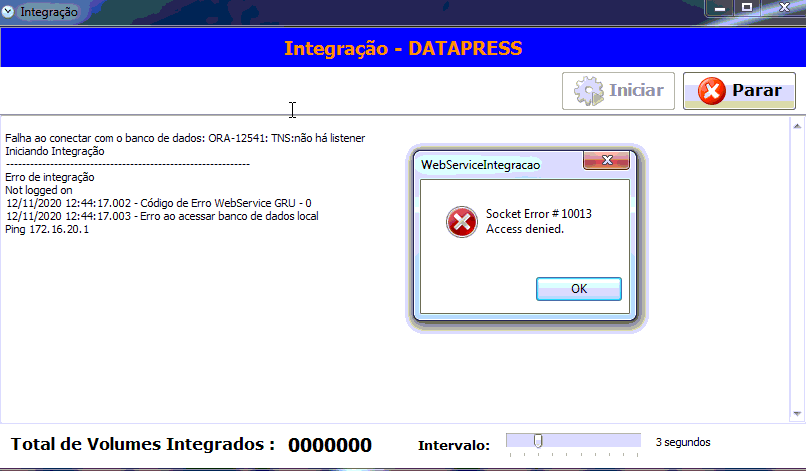 Integração
Integração - DATAPRESS
Iniciar
Parar
Falha ao conectar com o banco de dados: ORA-12541: TNS:não há listener
Iniciando Integração
------------------------------------------------------------
Erro de integração
Not logged on
12/11/2020 12:44:17.002 - Código de Erro WebService GRU - 0
12/11/2020 12:44:17.003 - Erro ao acessar banco de dados local
Ping 172.16.20.1
WebServiceIntegracao
Socket Error # 10013
Access denied.
OK
Total de Volumes Integrados : 0000000
Intervalo:
3 segundos